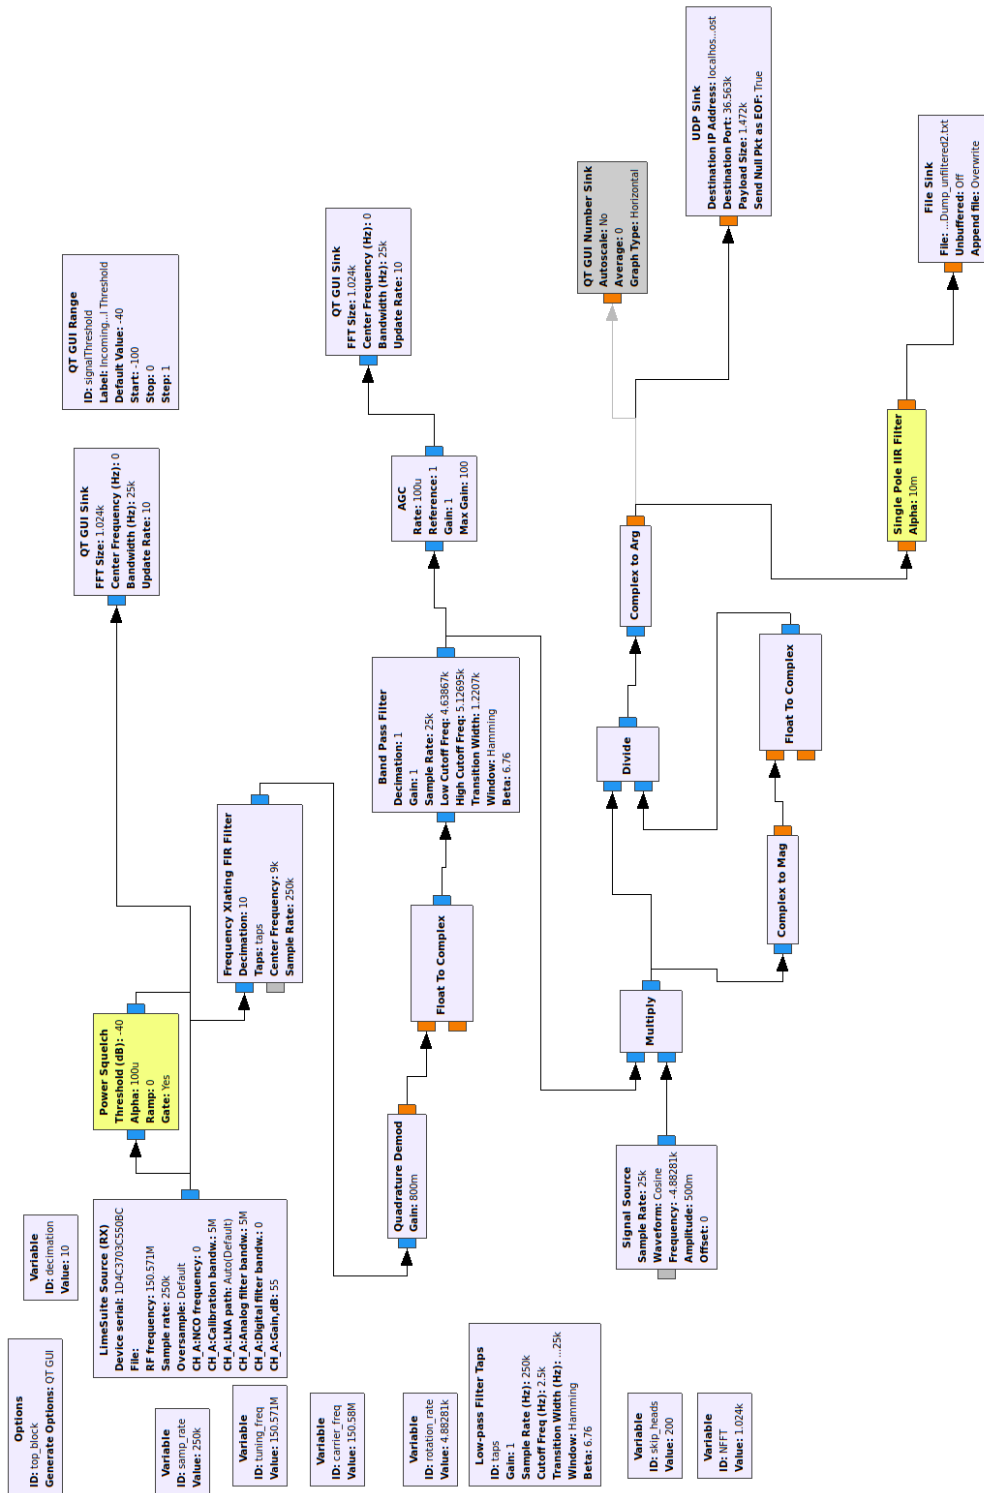 Options
ID: top_block
Generate Options: QT GUI
Variable
ID: decimation
Value: 10
Variable
ID: samp_rate
Value: 250k
Variable
ID: tuning_freq
Value: 150.571M
Variable
ID: carrier_freq
Value: 150.58M
Variable
ID: rotation_rate
Value: 4.88281k
Low-pass Filter Taps
ID: taps
Gain: 1
Sample Rate (Hz): 250k
Cutoff Freq (Hz): 2.5k
Transition Width (Hz): ...25k
Window: Hamming
Beta: 6.76
Variable
ID: skip_heads
Value: 200
Variable
ID: NFFT
Value: 1.024k
LimeSuite Source (RX)
Device serial: 1D4C3703C550BC
File:
RF frequency: 150.571M
Sample rate: 250k
Oversample: Default
CH_A:NCO frequency: 0
CH_A:Calibration bandw.: 5M
CH_A:LNA path: Auto(Default)
CH_A:Analog filter bandw.: 5M
CH_A:Digital filter bandw.: 0
CH_A:Gain,dB: 55
Power Squelch
Threshold (dB): -40
Alpha: 100u
Ramp: 0
Gate: Yes
Frequency Xlating FIR Filter
Decimation: 10
Taps: taps
Center Frequency: 9k
Sample Rate: 250k
QT GUI Sink
FFT Size: 1.024k
Center Frequency (Hz): 0
Bandwidth (Hz): 25k
Update Rate: 10
QT GUI Range
ID: signalThreshold
Label: Incoming...l Threshold
Default Value: -40
Start: -100
Stop: 0
Step: 1
Quadrature Demod
Gain: 800m
Float To Complex
Band Pass Filter
Decimation: 1
Gain: 1
Sample Rate: 25k
Low Cutoff Freq: 4.63867k
High Cutoff Freq: 5.12695k
Transition Width: 1.2207k
Window: Hamming
Beta: 6.76
AGC
Rate: 100u
Reference: 1
Gain: 1
Max Gain: 100
QT GUI Sink
FFT Size: 1.024k
Center Frequency (Hz): 0
Bandwidth (Hz): 25k
Update Rate: 10
Signal Source
Sample Rate: 25k
Waveform: Cosine
Frequency: -4.88281k
Amplitude: 500m
Offset: 0
Multiply
Divide
Complex to Arg
Complex to Mag
Float To Complex
QT GUI Number Sink
Autoscale: No
Average: 0
Graph Type: Horizontal
UDP Sink
Destination IP Address: localhos...ost
Destination Port: 36.563k
Payload Size: 1.472k
Send Null Pkt as EOF: True
Single Pole IIR Filter
Alpha: 10m
File Sink
File: ...Dump_unfiltered2.txt
Unbuffered: Off
Append file: Overwrite